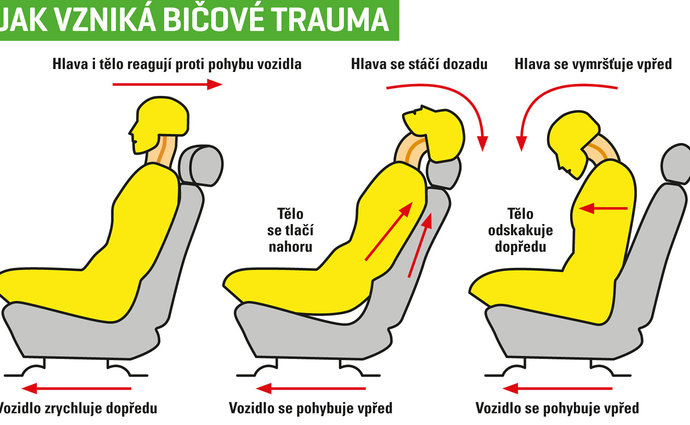 JAK VZNIKÁ BIČOVÉ TRAUMA
Hlava i tělo reagují proti pohybu vozidla
Hlava se stáčí dozadu
Hlava se vymršťuje vpřed
Tělo
se tlačí
nahoru
Tělo
odskakuje
dopředu
Vozidlo zrychluje dopředu
Vozidlo se pohybuje vpřed
Vozidlo se pohybuje vpřed